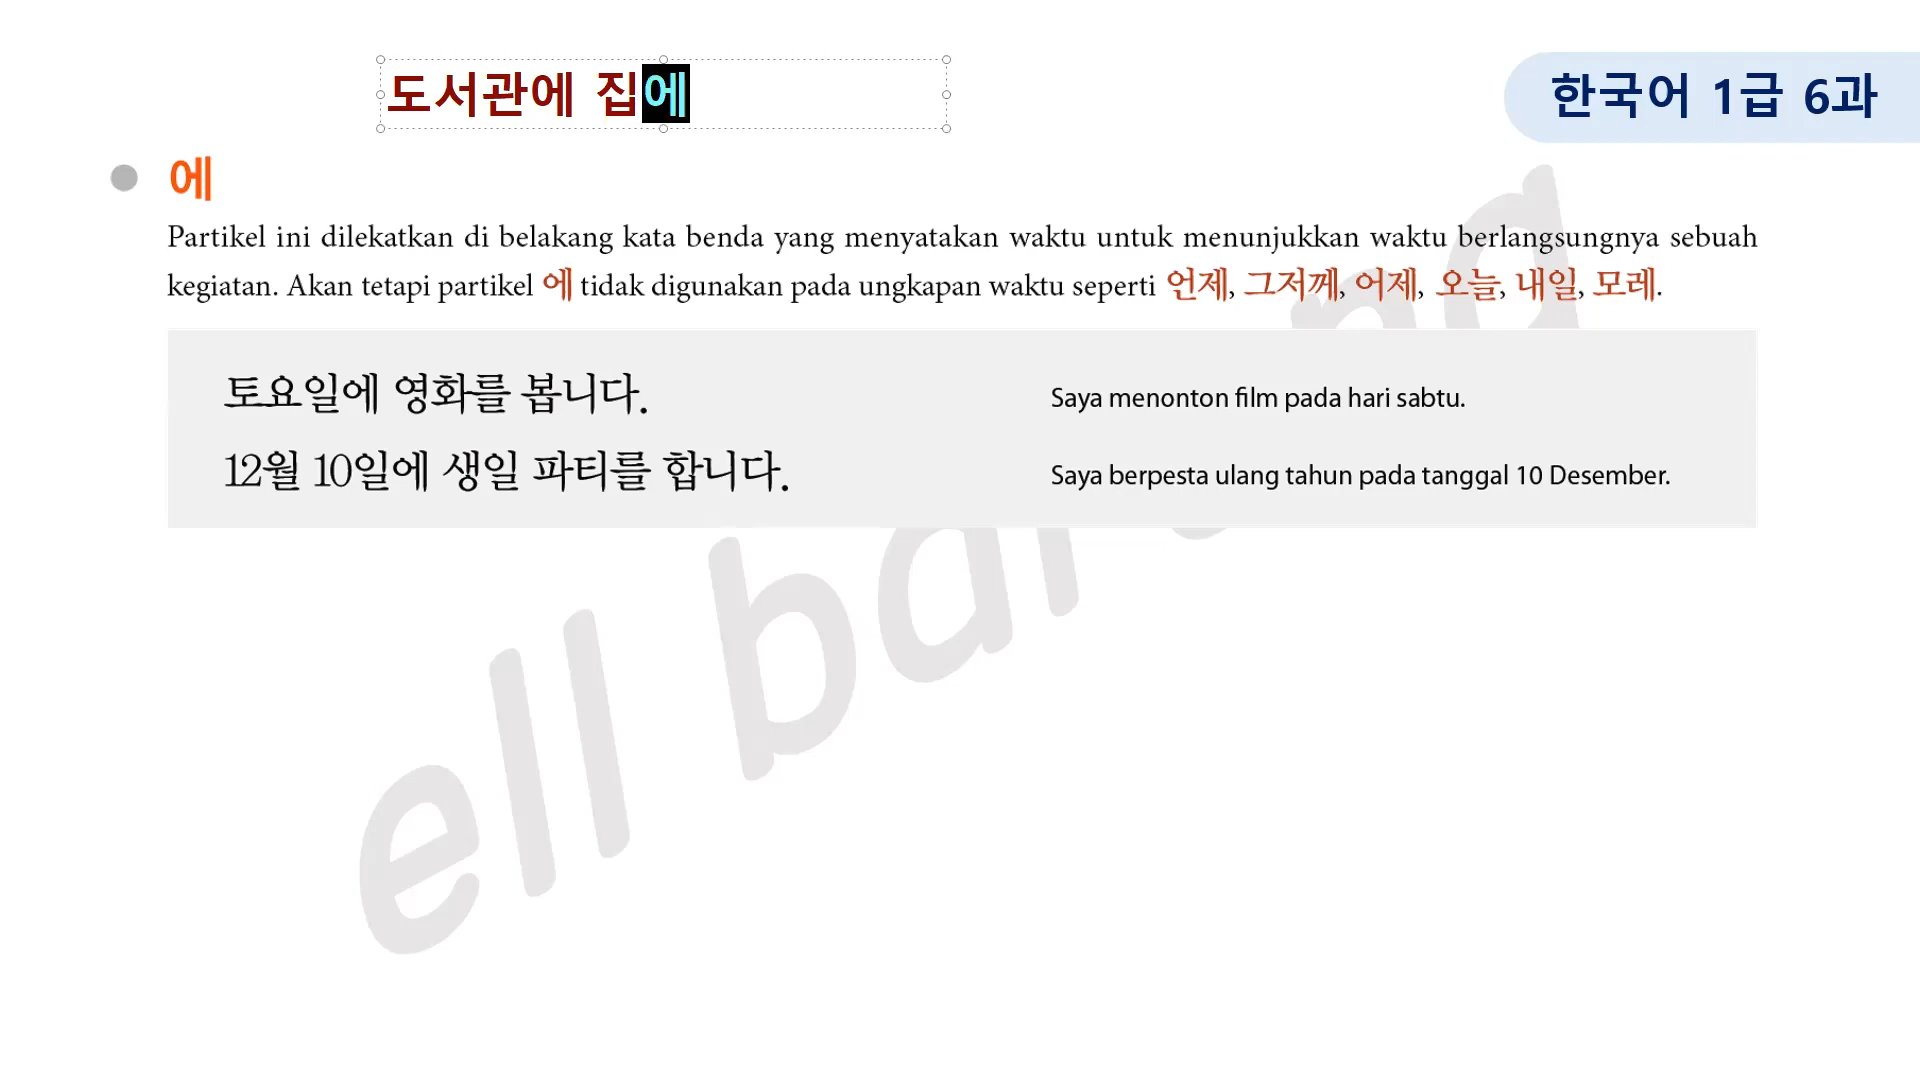 도서관에 집에
한국어 1급 6과
에
Partikel ini dilekatkan di belakang kata benda yang menyatakan waktu untuk menunjukkan waktu berlangsungnya sebuah
kegiatan. Akan tetapi partikel 에 tidak digunakan pada ungkapan waktu seperti 언제, 그저께, 어제, 오늘, 내일, 모레.
토요일에 영화를 봅니다.
Saya menonton film pada hari sabtu.
12월 10일에 생일 파티를 합니다.
Saya berpesta ulang tahun pada tanggal 10 Desember.
ell